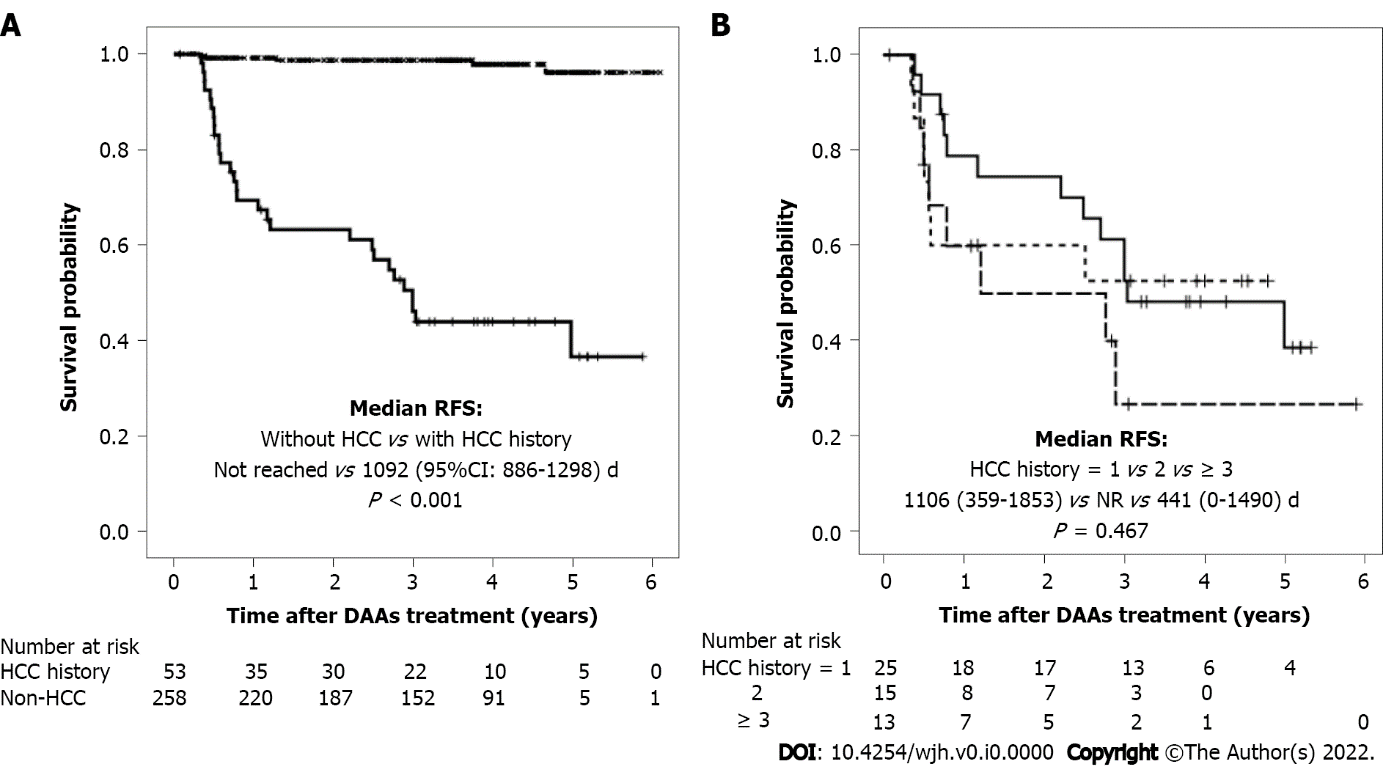 A
1.0
0.8
0.6
0.4
0.2
0.0
Survival probability
Median RFS:
Without HCC vs with HCC history
Not reached vs 1092 (95%CI: 886-1298) d
P < 0.001
0 1 2 3 4 5 6
Time after DAAs treatment (years)
Number at risk
HCC history 53 35 30 22 10 5 0
Non-HCC 258 220 187 152 91 5 1
B
1.0
0.8
0.6
0.4
0.2
0.0
Survival probability
Median RFS:
HCC history = 1 vs 2 vs ≥ 3
1106 (359-1853) vs NR vs 441 (0-1490) d
P = 0.467
0 1 2 3 4 5 6
Time after DAAs treatment (years)
Number at risk
HCC history = 1 25 18 17 13 6 4
2 15 8 7 3 0
≥ 3 13 7 5 2 1 0
DOI: 10.4254/wjh.v0.i0.0000 Copyright ©The Author(s) 2022.